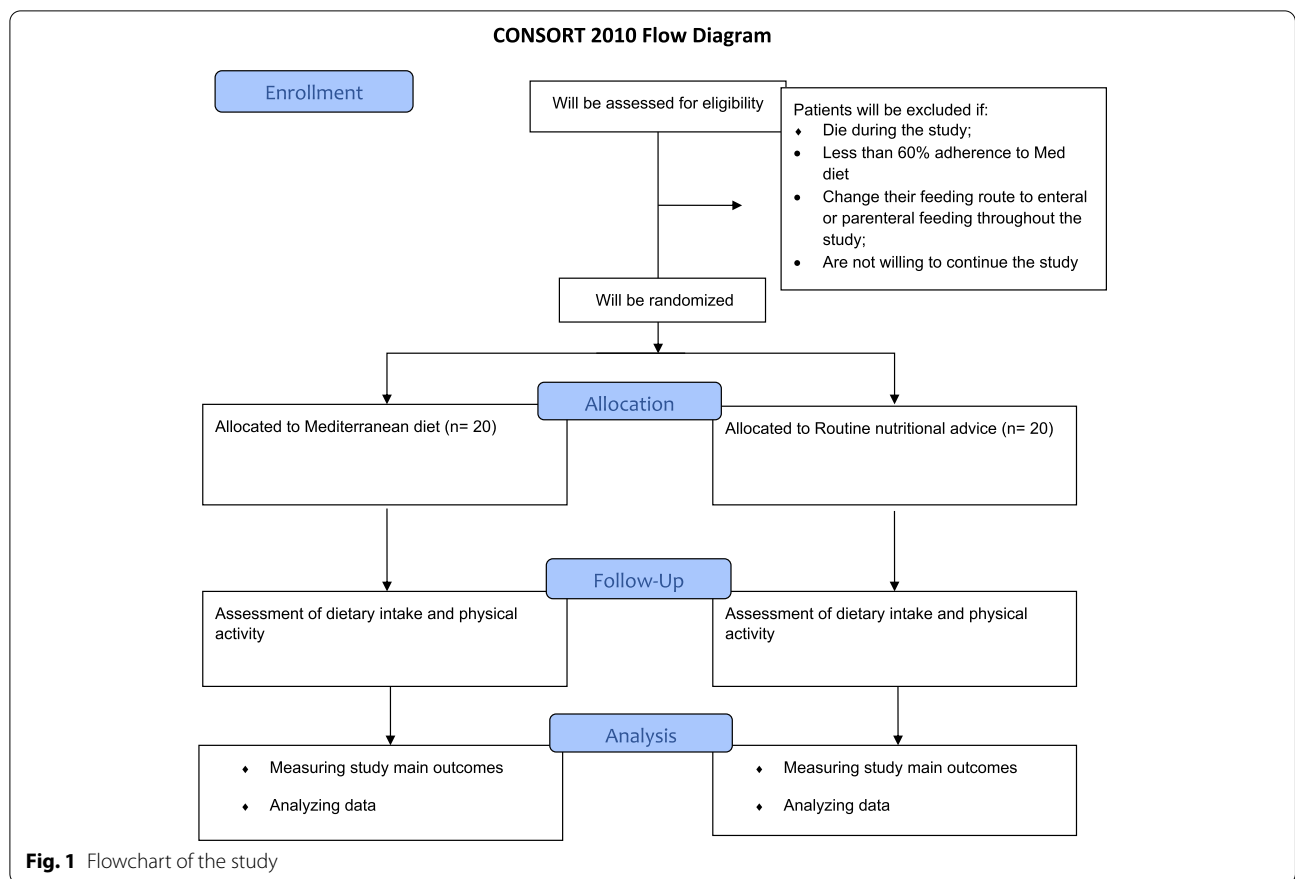 CONSORT 2010 Flow Diagram
Enrollment
Will be assessed for eligibility
Patients will be excluded if:
♦ Die during the study;
• Less than 60% adherence to Med
diet
• Change their feeding route to enteral
or parenteral feeding throughout the
study;
• Are not willing to continue the study
Will be randomized
Allocation
Allocated to Mediterranean diet (n= 20)
Allocated to Routine nutritional advice (n= 20)
Follow-Up
Assessment of dietary intake and physical
activity
Assessment of dietary intake and physical
activity
Analysis
♦ Measuring study main outcomes
♦ Analyzing data
♦ Measuring study main outcomes
♦ Analyzing data
Fig. 1 Flowchart of the study